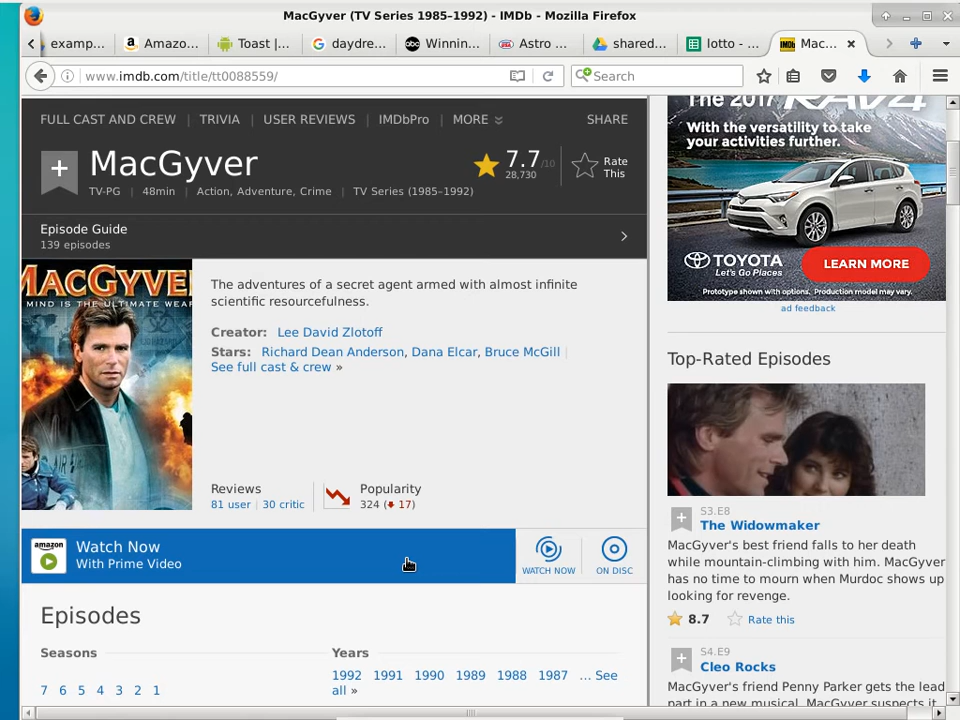 MacGyver (TV Series 1985–1992) - IMDb - Mozilla Firefox
examp...
Amazo...
Toast |...
daydre...
Winnin...
Astro ...
shared...
lotto - ...
Mac...
www.imdb.com/title/tt0088559/
Search
FULL CAST AND CREW | TRIVIA | USER REVIEWS | IMDbPro | MORE
SHARE
MacGyver
7.7/10
28,730
Rate This
TV-PG | 48min | Action, Adventure, Crime | TV Series (1985–1992)
Episode Guide
139 episodes
MACGYVER
MIND IS THE ULTIMATE WEAP
The adventures of a secret agent armed with almost infinite
scientific resourcefulness.
Creator: Lee David Zlotoff
Stars: Richard Dean Anderson, Dana Elcar, Bruce McGill |
See full cast & crew »
Reviews
81 user | 30 critic
Popularity
324 (17)
amazon
Watch Now
With Prime Video
WATCH NOW
ON DISC
Episodes
Seasons
7 6 5 4 3 2 1
Years
1992 1991 1990 1989 1988 1987 ... See
all »
The 2017 RAV4
With the versatility to take
your activities further.
TOYOTA
Let's Go Places
LEARN MORE
Prototype shown with options. Production model may vary.
ad feedback
Top-Rated Episodes
S3.E8
The Widowmaker
MacGyver's best friend falls to her death
while mountain-climbing with him. MacGyver
has no time to mourn when Murdoc shows up
looking for revenge.
8.7 Rate this
S4.E9
Cleo Rocks
MacGyver's friend Penny Parker gets the lead
part in a new musical. MacGyver suspects it